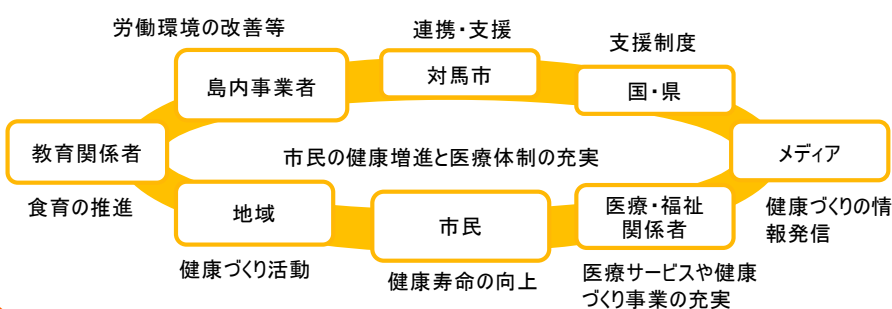 労働環境の改善等
連携・支援
支援制度
島内事業者
対馬市
国・県
教育関係者
市民の健康増進と医療体制の充実
メディア
食育の推進
地域
市民
医療・福祉
関係者
健康づくりの情
報発信
健康づくり活動
健康寿命の向上
医療サービスや健康
づくり事業の充実